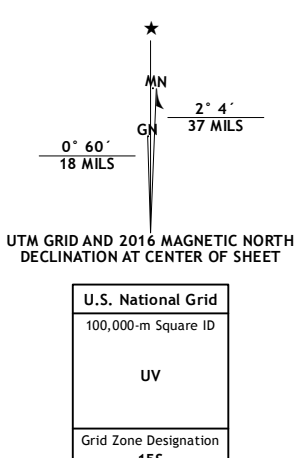 ★
MN
2° 4´
37 MILS
GN
0° 60´
18 MILS
UTM GRID AND 2016 MAGNETIC NORTH
DECLINATION AT CENTER OF SHEET
U.S. National Grid
100,000-m Square ID
UV
Grid Zone Designation
15S